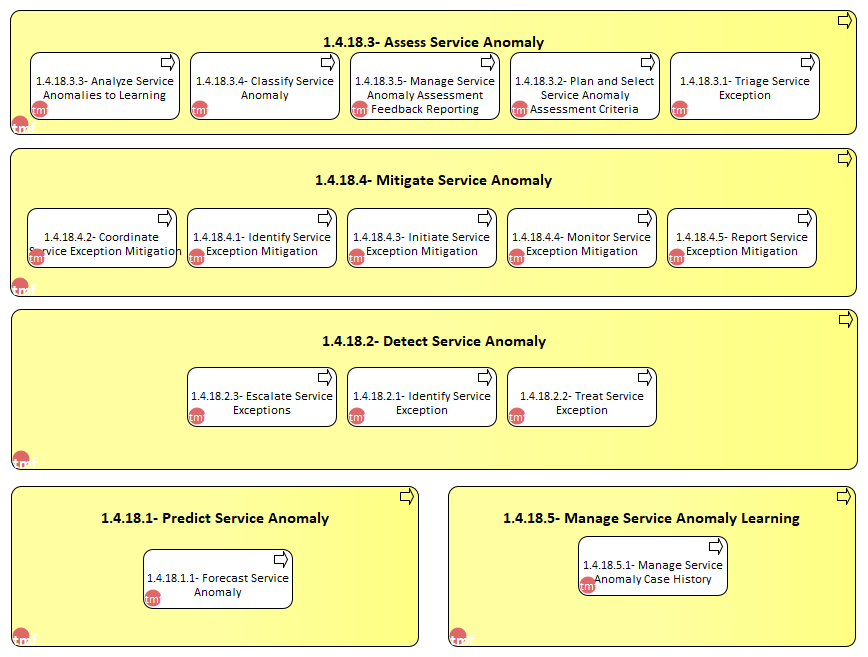 1.4.18.3- Assess Service Anomaly
1.4.18.3.3- Analyze Service
Anomalies to Learning
tmf
1.4.18.3.4- Classify Service
Anomaly
tmf
1.4.18.3.5- Manage Service
Anomaly Assessment
Feedback Reporting
tmf
1.4.18.3.2- Plan and Select
Service Anomaly
Assessment Criteria
tmf
1.4.18.3.1- Triage Service
Exception
tmf
tmf
1.4.18.4- Mitigate Service Anomaly
1.4.18.4.2- Coordinate
Service Exception Mitigation
tmf
1.4.18.4.1- Identify Service
Exception Mitigation
tmf
1.4.18.4.3- Initiate Service
Exception Mitigation
tmf
1.4.18.4.4- Monitor Service
Exception Mitigation
tmf
1.4.18.4.5- Report Service
Exception Mitigation
tmf
tmf
1.4.18.2- Detect Service Anomaly
1.4.18.2.3- Escalate Service
Exceptions
tmf
1.4.18.2.1- Identify Service
Exception
tmf
1.4.18.2.2- Treat Service
Exception
tmf
tmf
1.4.18.1- Predict Service Anomaly
1.4.18.1.1- Forecast Service
Anomaly
tmf
tmf
1.4.18.5- Manage Service Anomaly Learning
1.4.18.5.1- Manage Service
Anomaly Case History
tmf
tmf